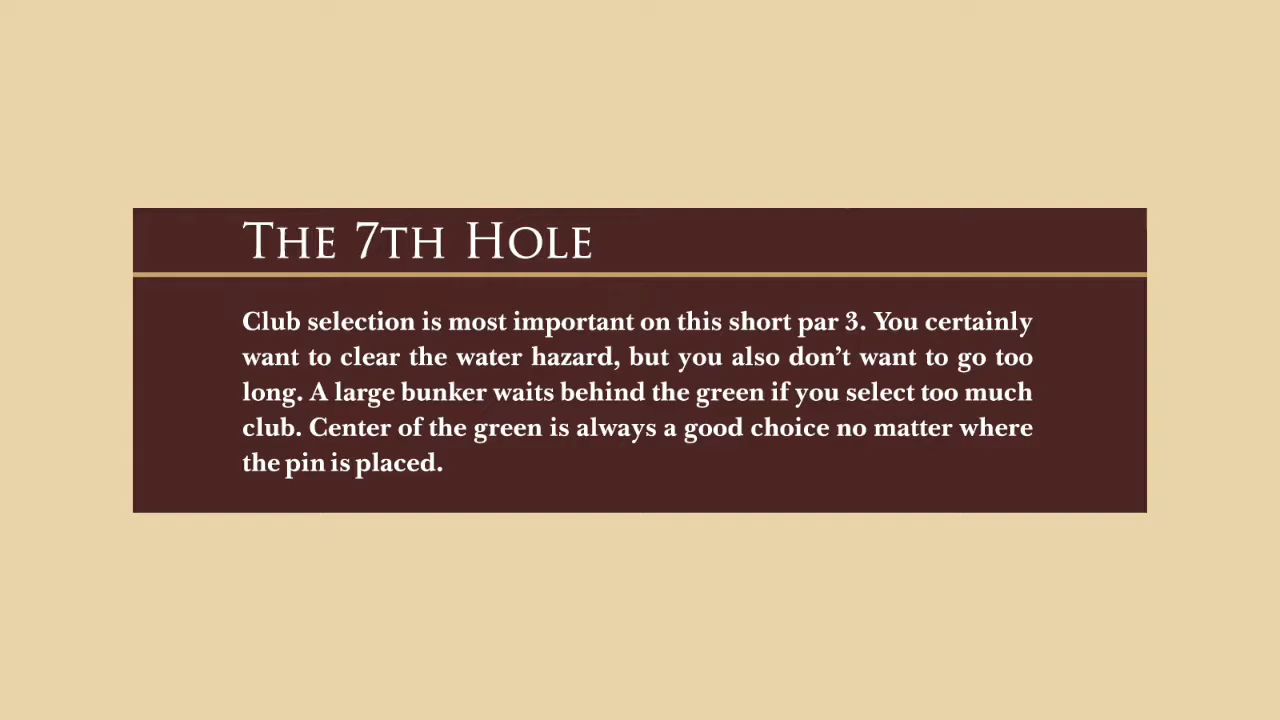 The 7th Hole
Club selection is most important on this short par 3. You certainly
want to clear the water hazard, but you also don’t want to go too
long. A large bunker waits behind the green if you select too much
club. Center of the green is always a good choice no matter where
the pin is placed.